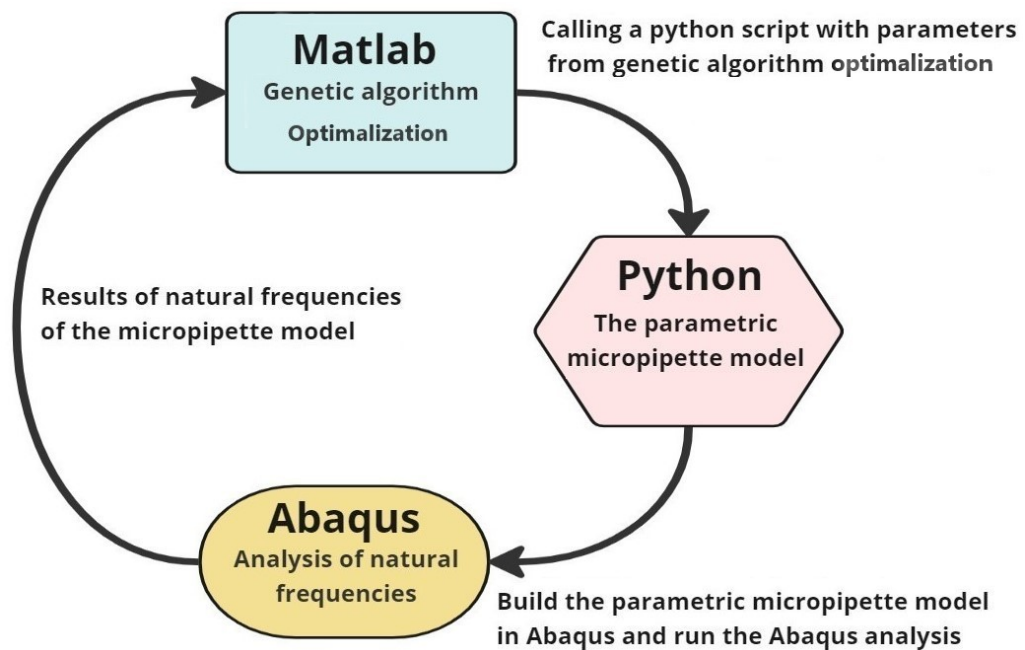 Matlab
Genetic algorithm
Optimalization
Calling a python script with parameters
from genetic algorithm optimalization
Python
The parametric
micropipette model
Results of natural frequencies
of the micropipette model
Abaqus
Analysis of natural
frequencies
Build the parametric micropipette model
in Abaqus and run the Abaqus analysis